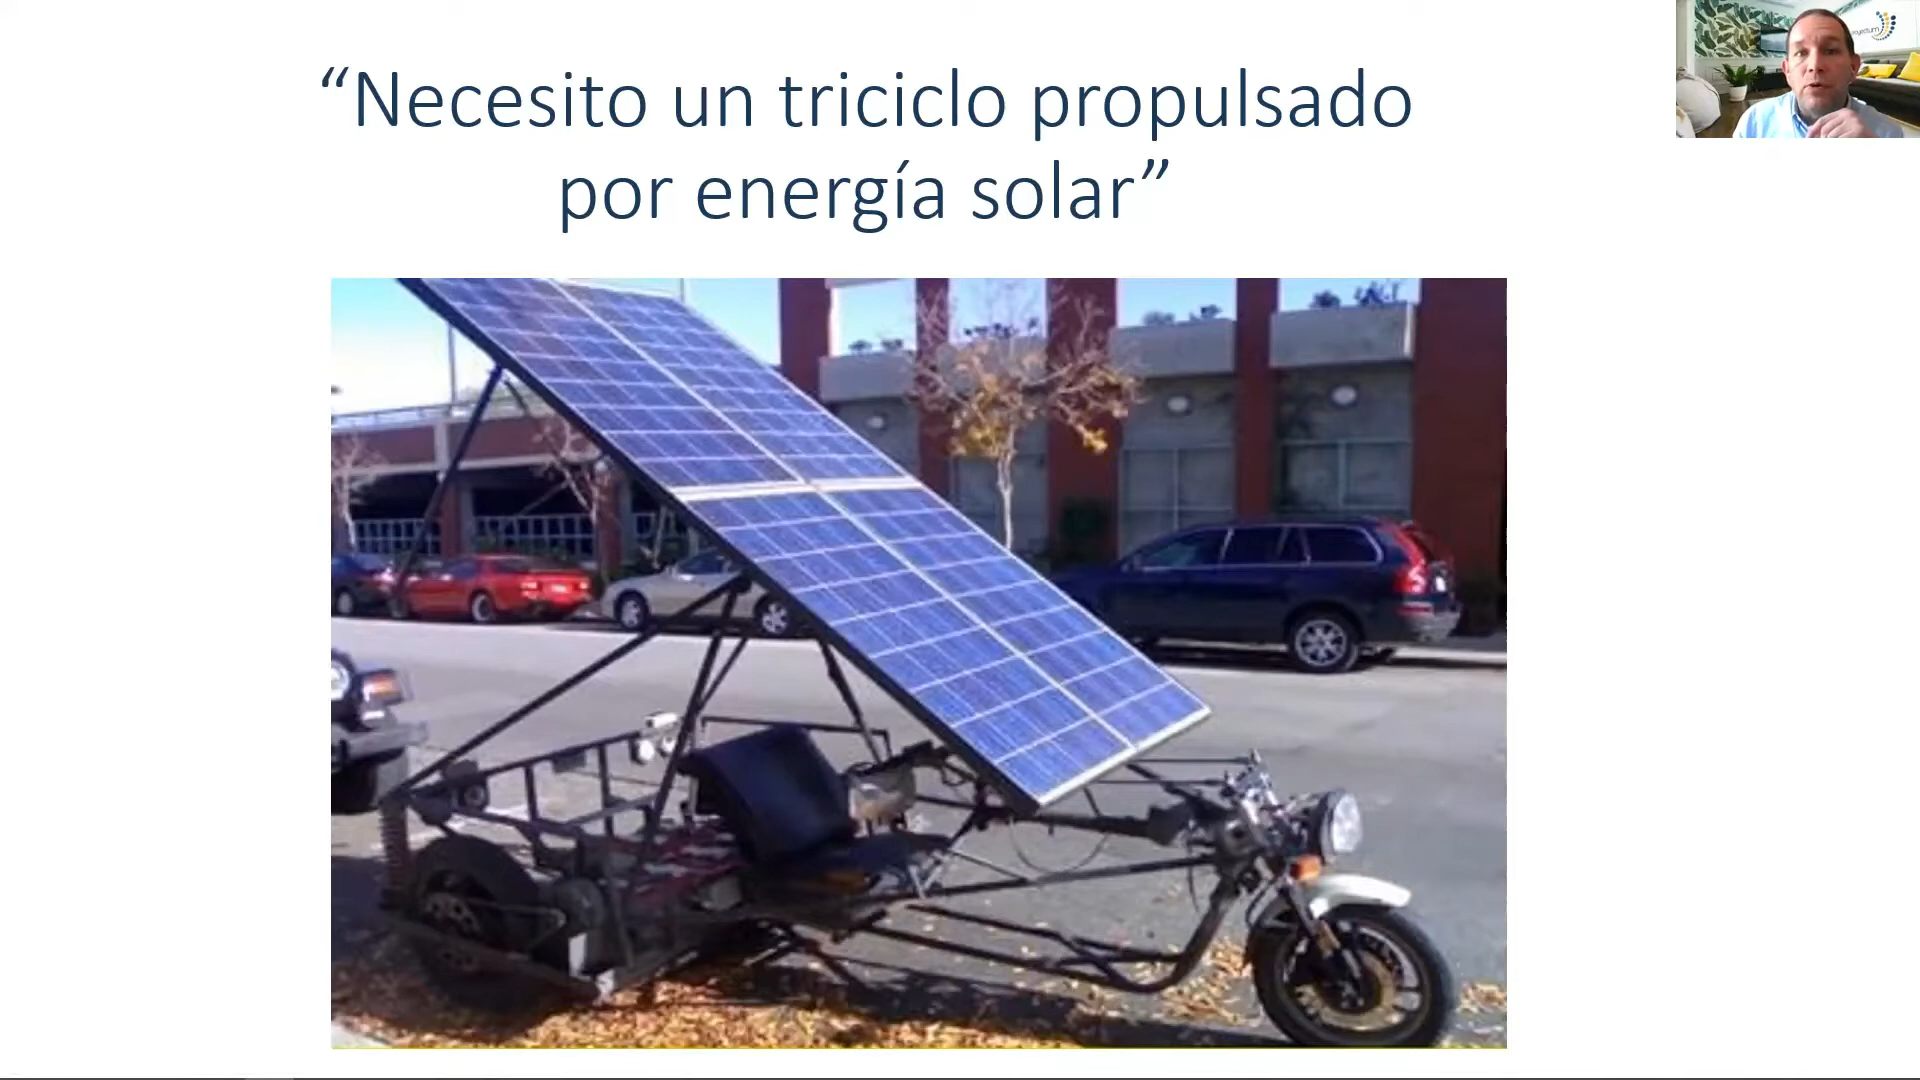 “Necesito un triciclo propulsado
por energía solar”